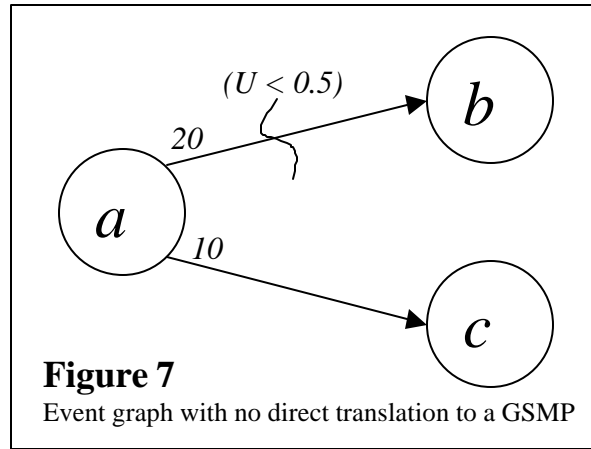 (U < 0.5)
20
b
a
10
c
Figure 7
Event graph with no direct translation to a GSMP